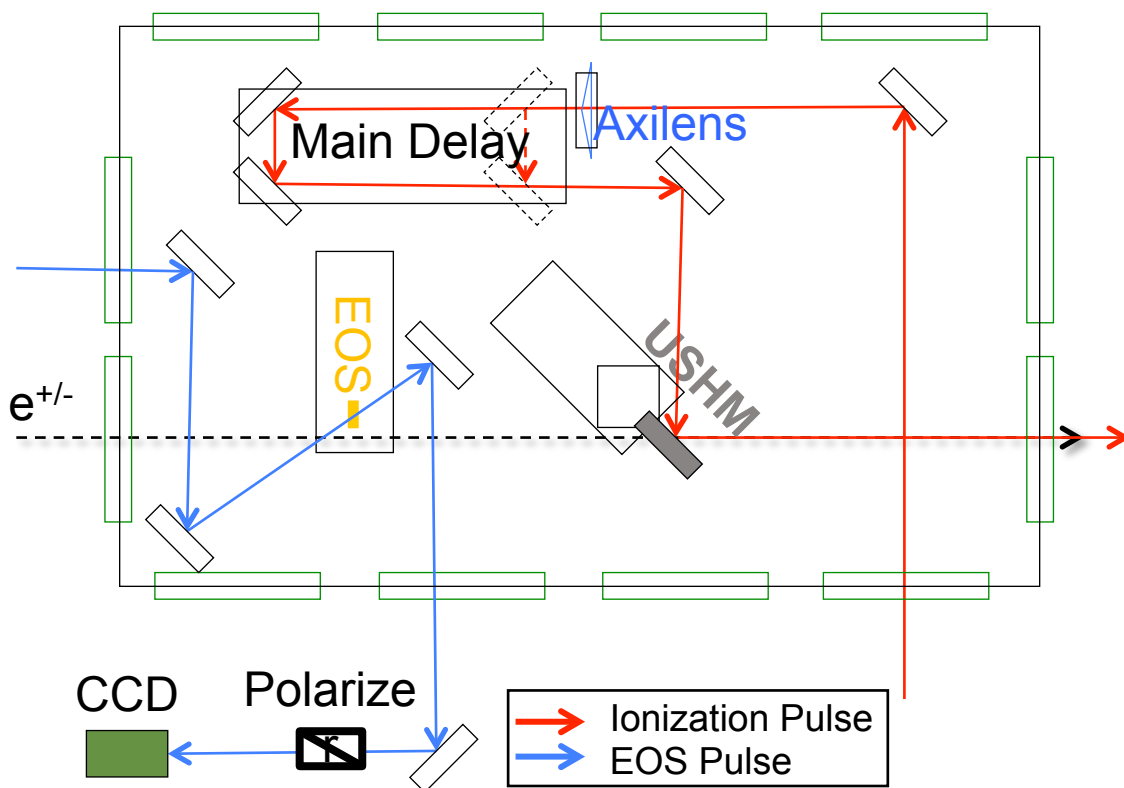 Axilens
Main Delay
EOS
USHM
e+/-
CCD
Polarize
r
Ionization Pulse
EOS Pulse